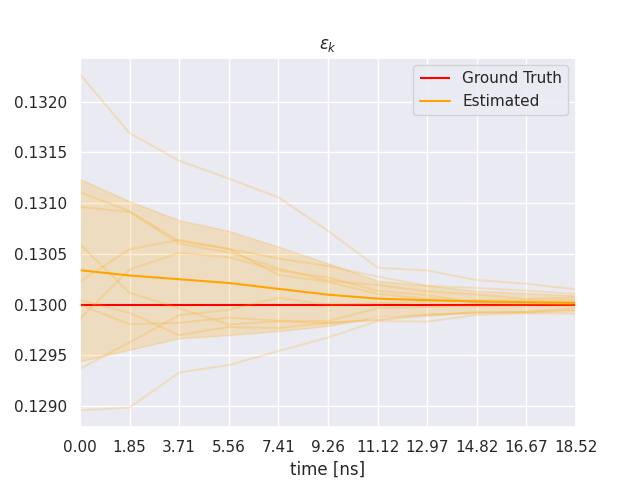 ε_k
Ground Truth
Estimated
0.1320
0.1315
0.1310
0.1305
0.1300
0.1295
0.1290
0.00 1.85 3.71 5.56 7.41 9.26 11.12 12.97 14.82 16.67 18.52
time [ns]